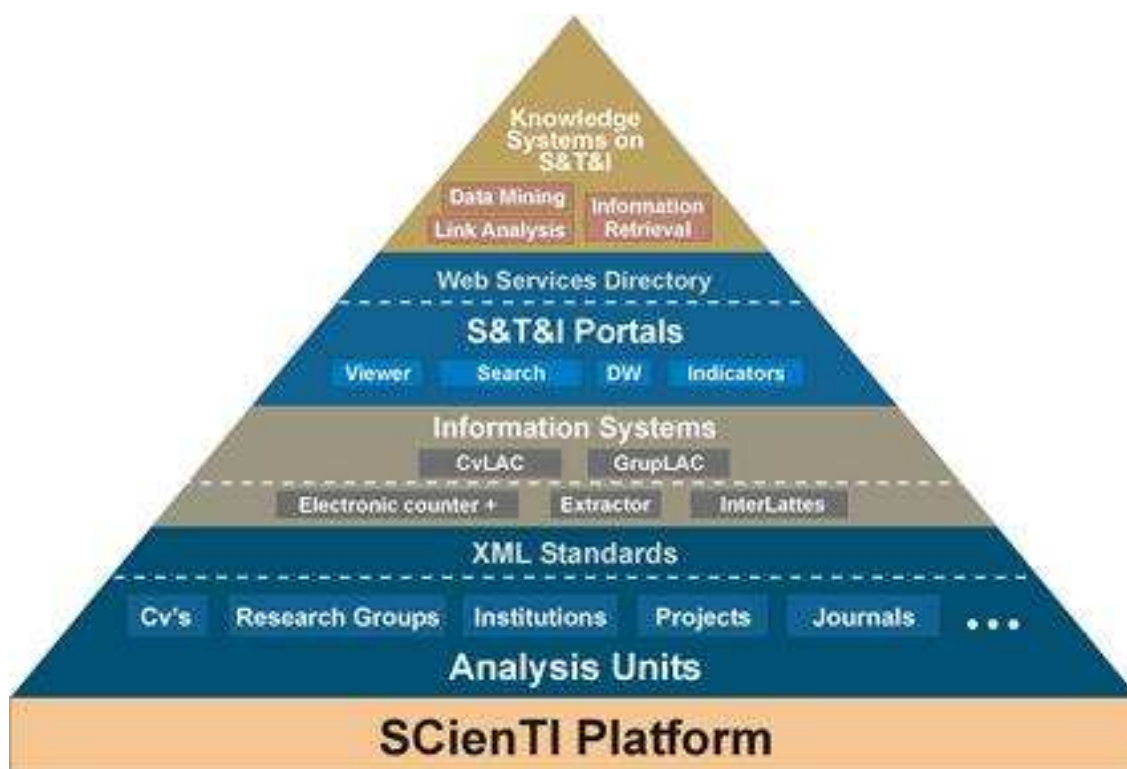 Knowledge
Systems on
S&T&I
Data Mining
Link Analysis
Information
Retrieval
Web Services Directory
S&T&I Portals
Viewer Search DW Indicators
Information Systems
CvLAC GrupLAC
Electronic counter + Extractor InterLattes
XML Standards
Cv's Research Groups Institutions Projects Journals ...
Analysis Units
SCienTI Platform